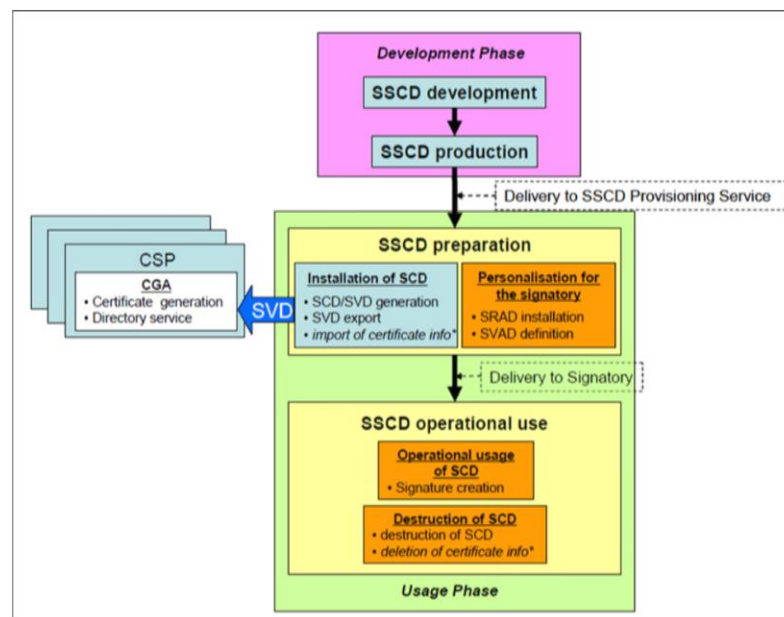 Development Phase
SSCD development
SSCD production
Delivery to SSCD Provisioning Service
SSCD preparation
CSP
CGA
• Certificate generation
• Directory service
SVD
Installation of SCD
• SCD/SVD generation
• SVD export
• import of certificate info*
Personalisation for
the signatory
• SRAD installation
• SVAD definition
Delivery to Signatory
SSCD operational use
Operational usage
of SCD
• Signature creation
Destruction of SCD
• destruction of SCD
• deletion of certificate info*
Usage Phase